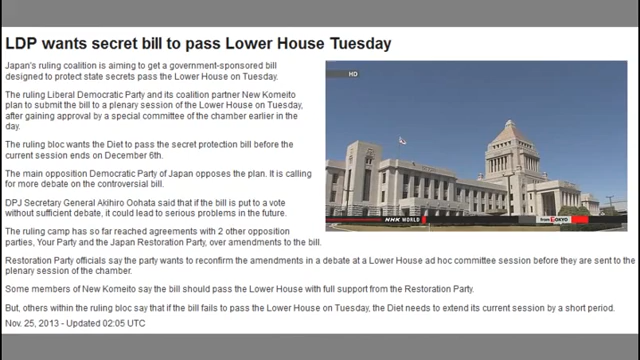 LDP wants secret bill to pass Lower House Tuesday
Japan's ruling coalition is aiming to get a government-sponsored bill
designed to protect state secrets pass the Lower House on Tuesday.
The ruling Liberal Democratic Party and its coalition partner New Komeito
plan to submit the bill to a plenary session of the Lower House on Tuesday,
after gaining approval by a special committee of the chamber earlier in the
day.
The ruling bloc wants the Diet to pass the secret protection bill before the
current session ends on December 6th.
The main opposition Democratic Party of Japan opposes the plan. It is calling
for more debate on the controversial bill.
DPJ Secretary General Akihiro Oohata said that if the bill is put to a vote
without sufficient debate, it could lead to serious problems in the future.
The ruling camp has so far reached agreements with 2 other opposition
parties, Your Party and the Japan Restoration Party, over amendments to the bill.
Restoration Party officials say the party wants to reconfirm the amendments in a debate at a Lower House ad hoc committee session before they are sent to the
plenary session of the chamber.
Some members of New Komeito say the bill should pass the Lower House with full support from the Restoration Party.
But, others within the ruling bloc say that if the bill fails to pass the Lower House on Tuesday, the Diet needs to extend its current session by a short period.
Nov. 25, 2013 - Updated 02:05 UTC
HD
NHK WORLD
from TOKYO